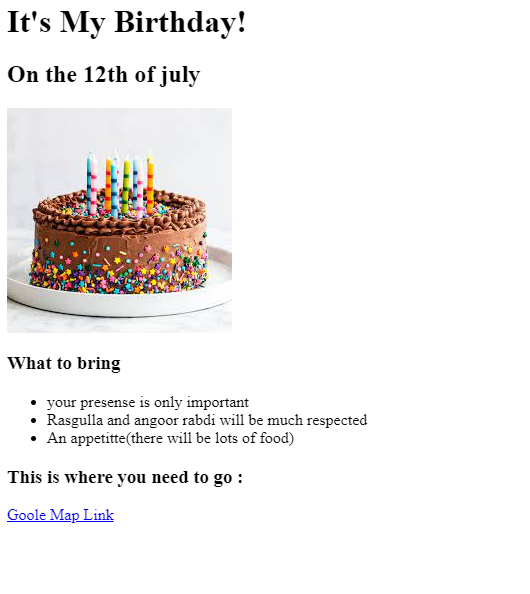 It's My Birthday!
On the 12th of july
What to bring
your presense is only important
Rasgulla and angoor rabdi will be much respected
An appetitte(there will be lots of food)
This is where you need to go :
Goole Map Link